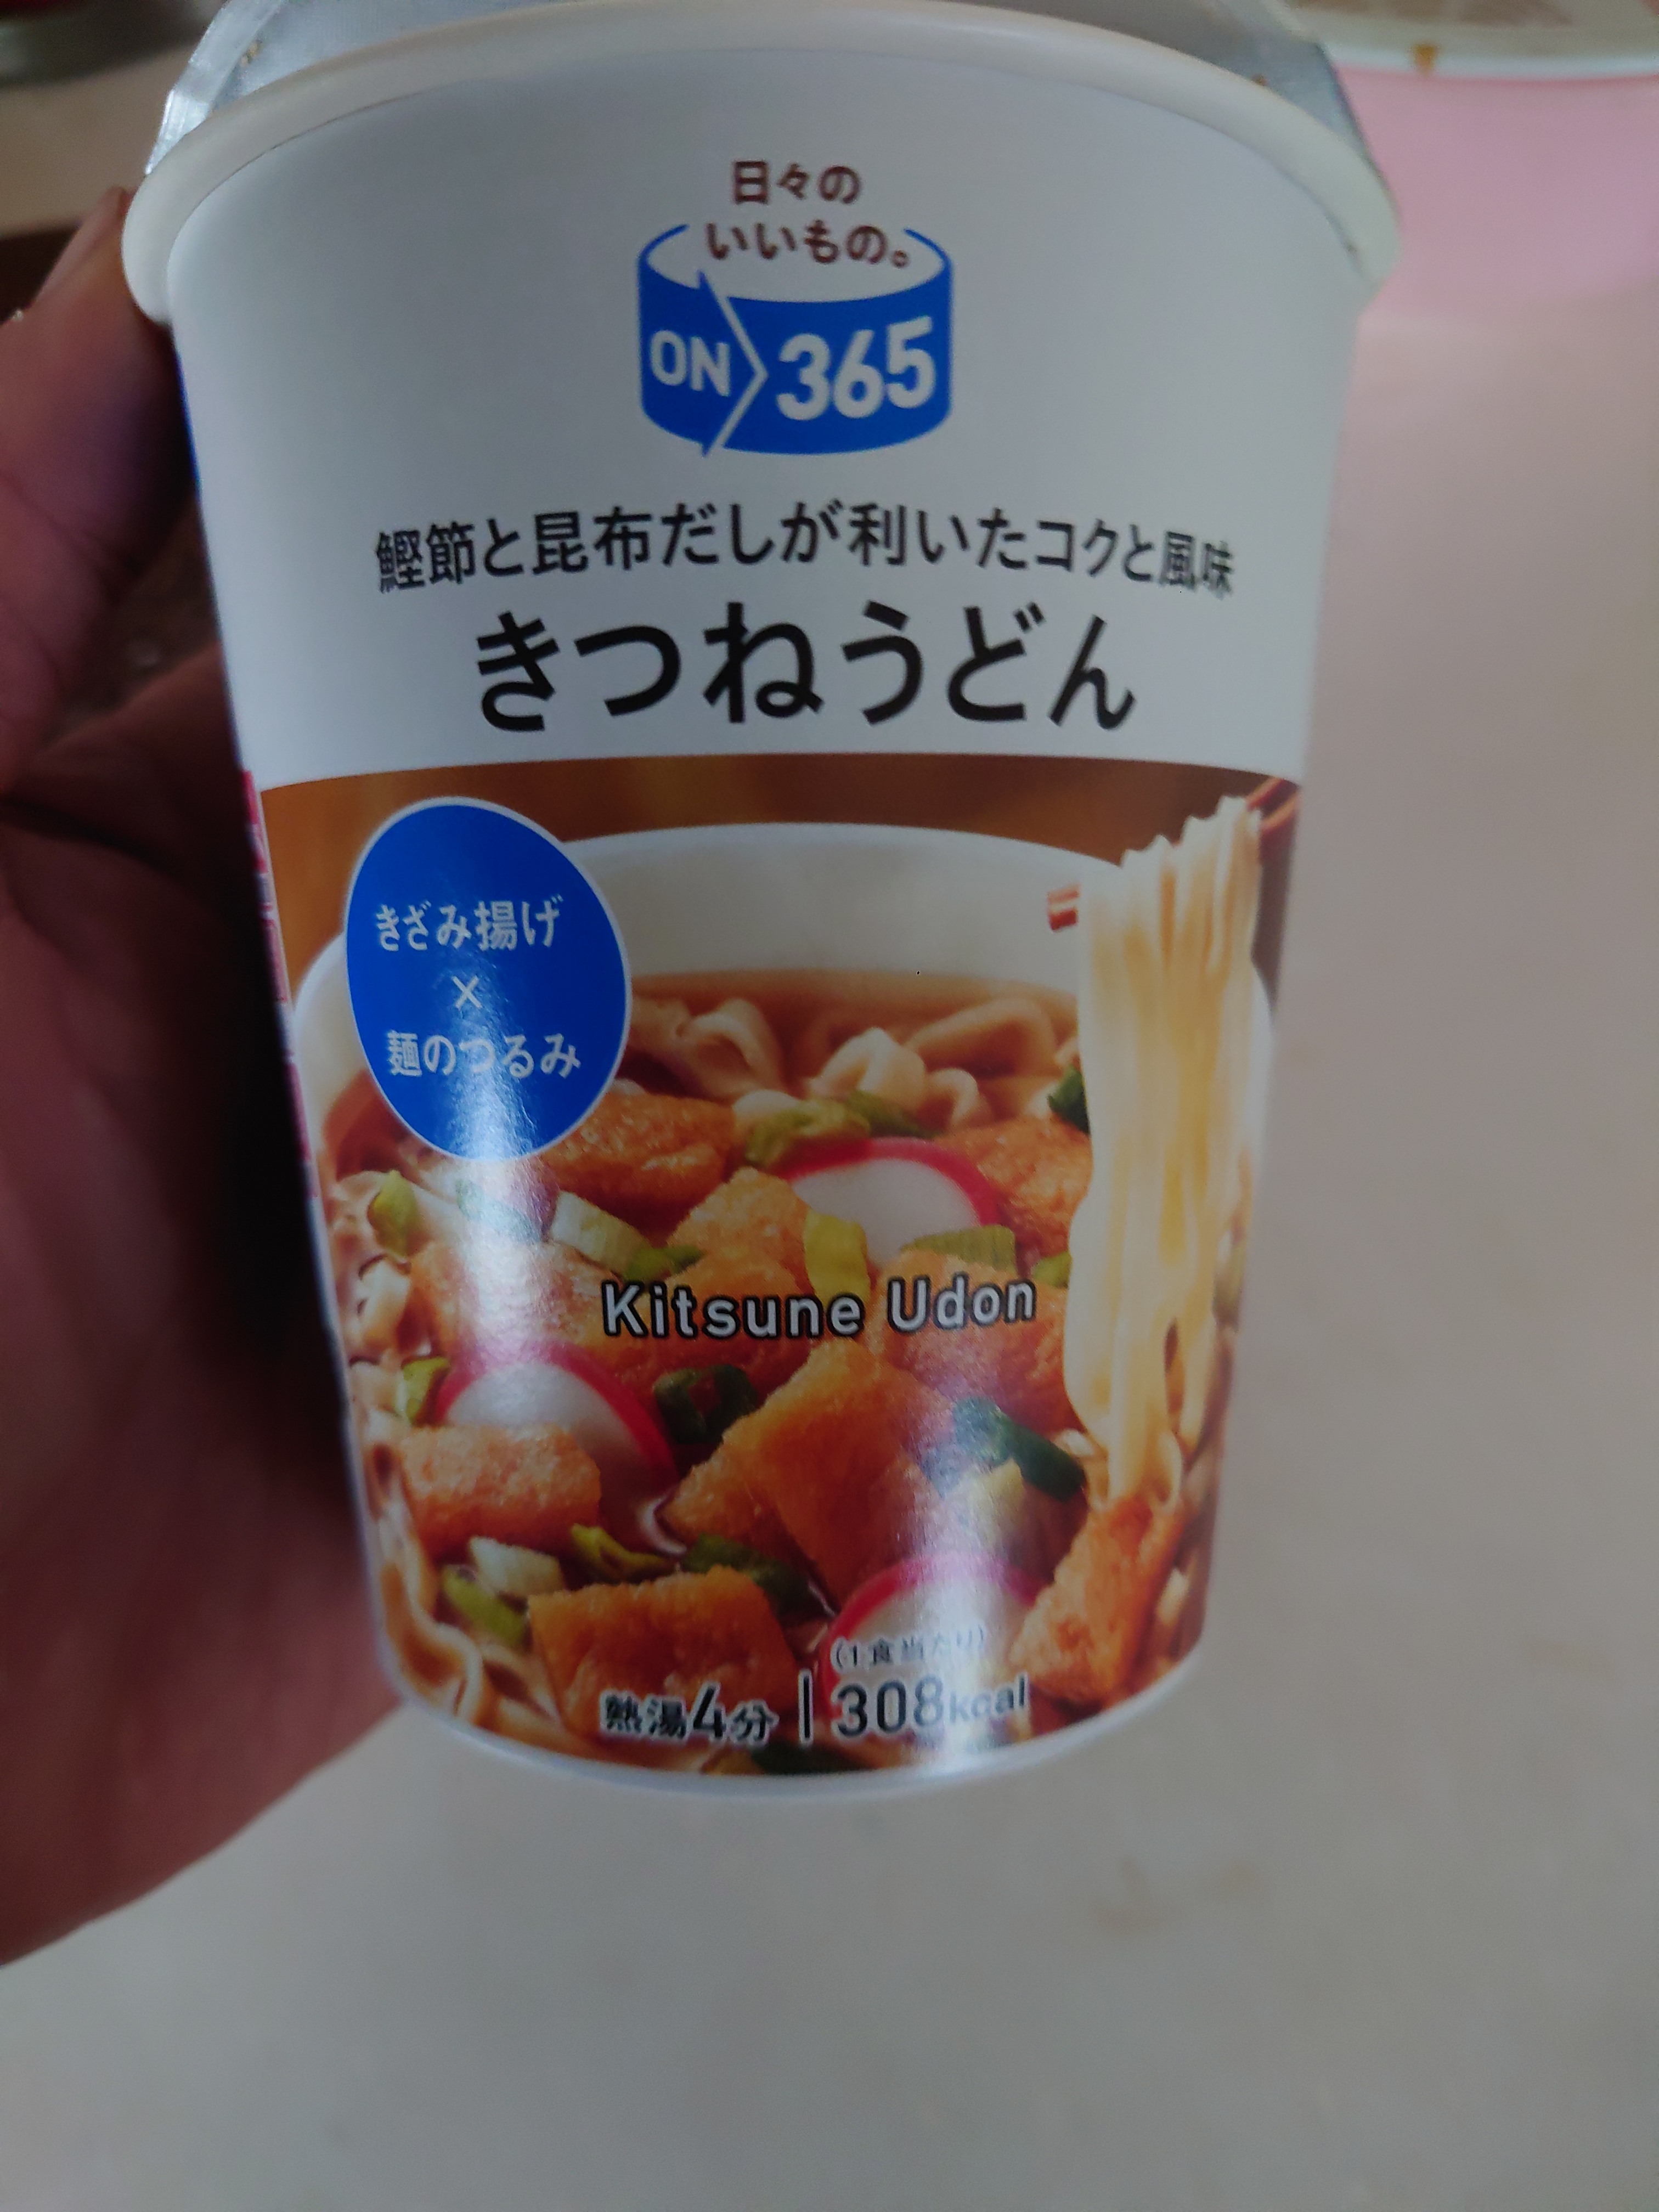 日々の
いいもの。
ON 365
鰹節と昆布だしが利いたコクと風味
きつねうどん
きざみ揚げ
×
麺のつるみ
Kitsune Udon
(1食当たり)
熱湯4分 | 308kcal